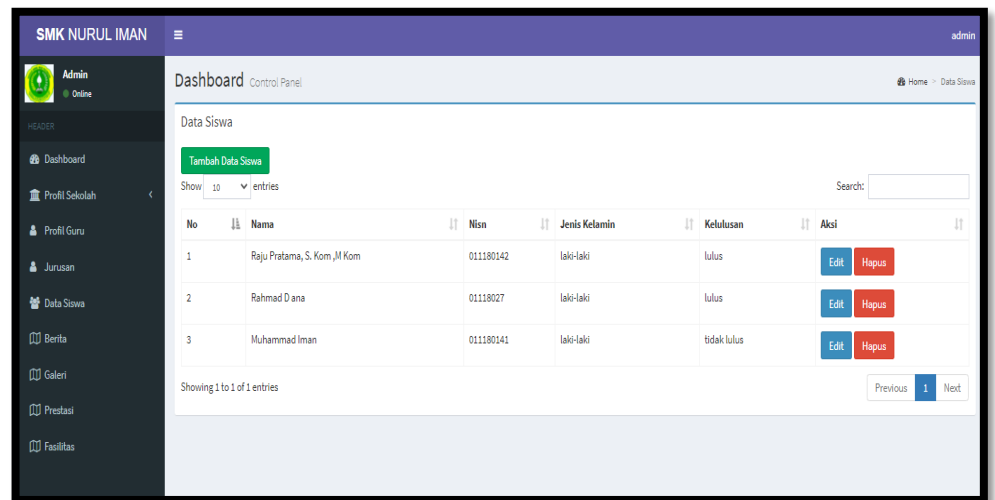 SMK NURUL IMAN
admin
Admin
Online
HEADER
Dashboard
Profil Sekolah
Profil Guru
Jurusan
Data Siswa
Berita
Galeri
Prestasi
Fasilitas
Dashboard Control Panel
Home > Data Siswa
Data Siswa
Tambah Data Siswa
Show 10 entries
Search:
No Nama Nisn Jenis Kelamin Kelulusan Aksi
1 Raju Pratama, S. Kom ,M Kom 011180142 laki-laki lulus Edit Hapus
2 Rahmad D ana 01118027 laki-laki lulus Edit Hapus
3 Muhammad Iman 011180141 laki-laki tidak lulus Edit Hapus
Showing 1 to 1 of 1 entries
Previous 1 Next